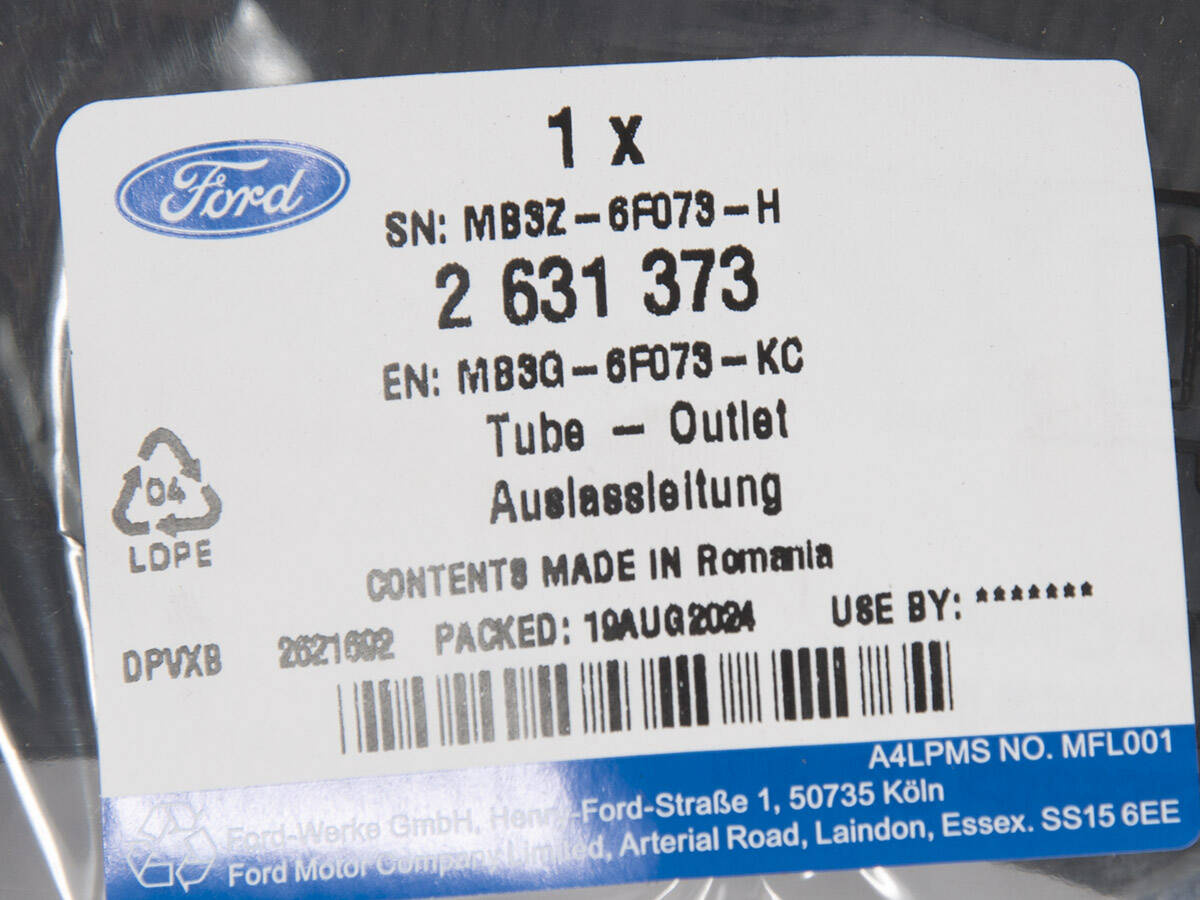 1 x
Ford
SN: MB3Z-6F073-H
2 631 373
EN: MB3G-6F073-KC
Tube - Outlet
Auslassleitung
04
LDPE
CONTENTS MADE IN Romania
DPVXB 2621692 PACKED: 19AUG2024 USE BY: *******
A4LPMS NO. MFL001
Ford-Werke GmbH, Henry-Ford-Straße 1, 50735 Köln
Ford Motor Company Limited, Arterial Road, Laindon, Essex. SS15 6EE